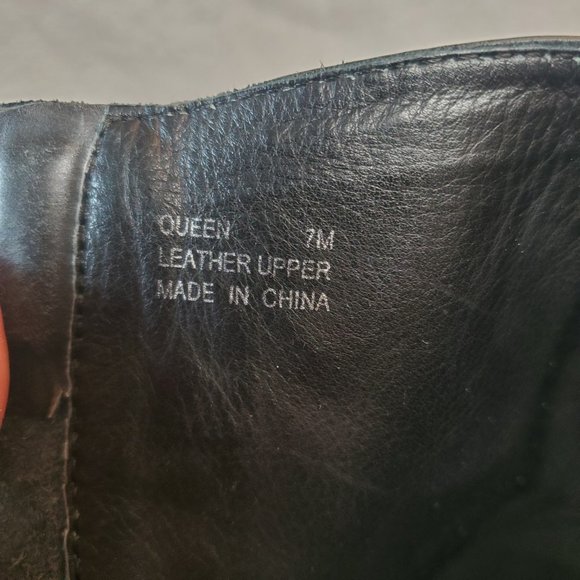 QUEEN 7M
LEATHER UPPER
MADE IN CHINA